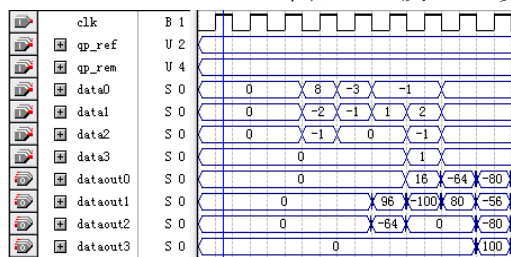 clk B 1
qp_ref U 2
qp_rem U 4
data0 S 0 0 8 -3 -1
data1 S 0 0 -2 -1 1 2
data2 S 0 0 -1 0 -1
data3 S 0 0 1
dataout0 S 0 0 16 -64 -80
dataout1 S 0 0 96 -100 80 -56
dataout2 S 0 0 -64 0 -80
dataout3 S 0 0 100